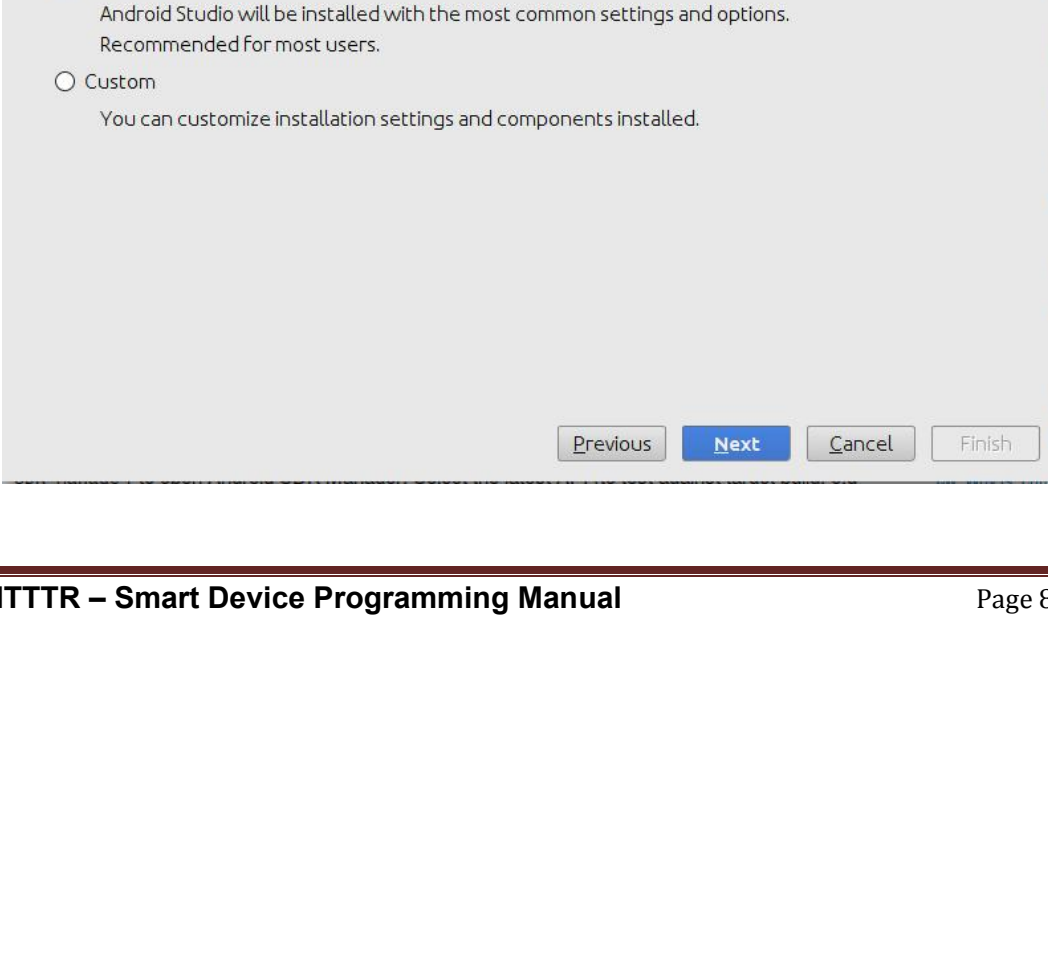 Android Studio will be installed with the most common settings and options.
Recommended for most users.
Custom
You can customize installation settings and components installed.
Previous Next Cancel Finish
ITTTR – Smart Device Programming Manual Page 8